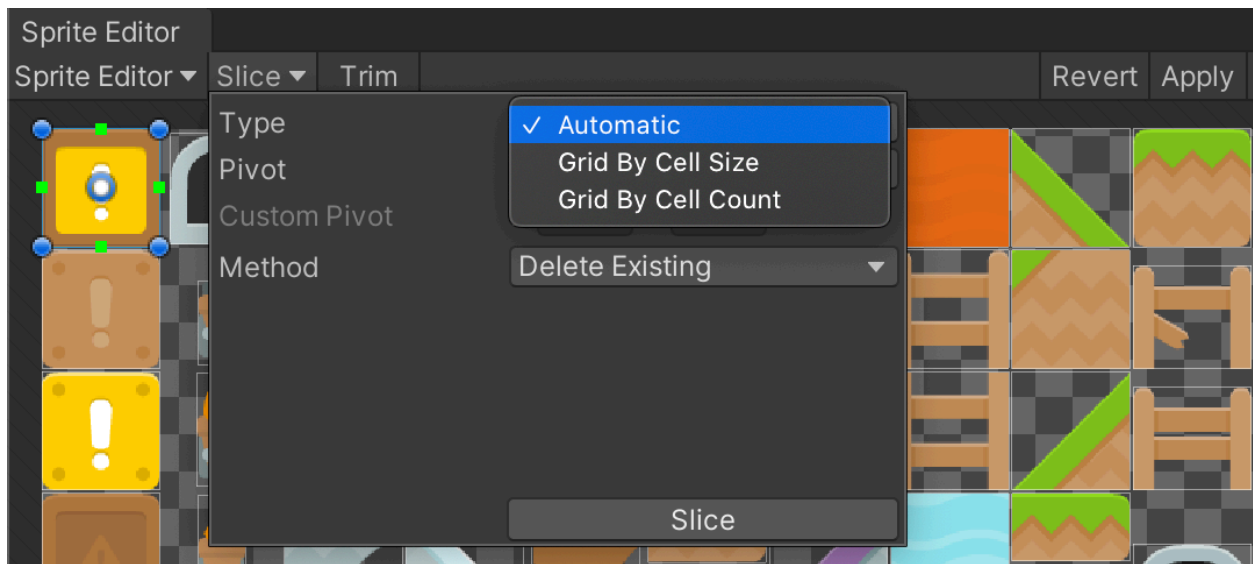 Sprite Editor
Sprite Editor Slice Trim Revert Apply
Type
✓ Automatic
Pivot
Grid By Cell Size
Custom Pivot
Grid By Cell Count
Method Delete Existing
Slice